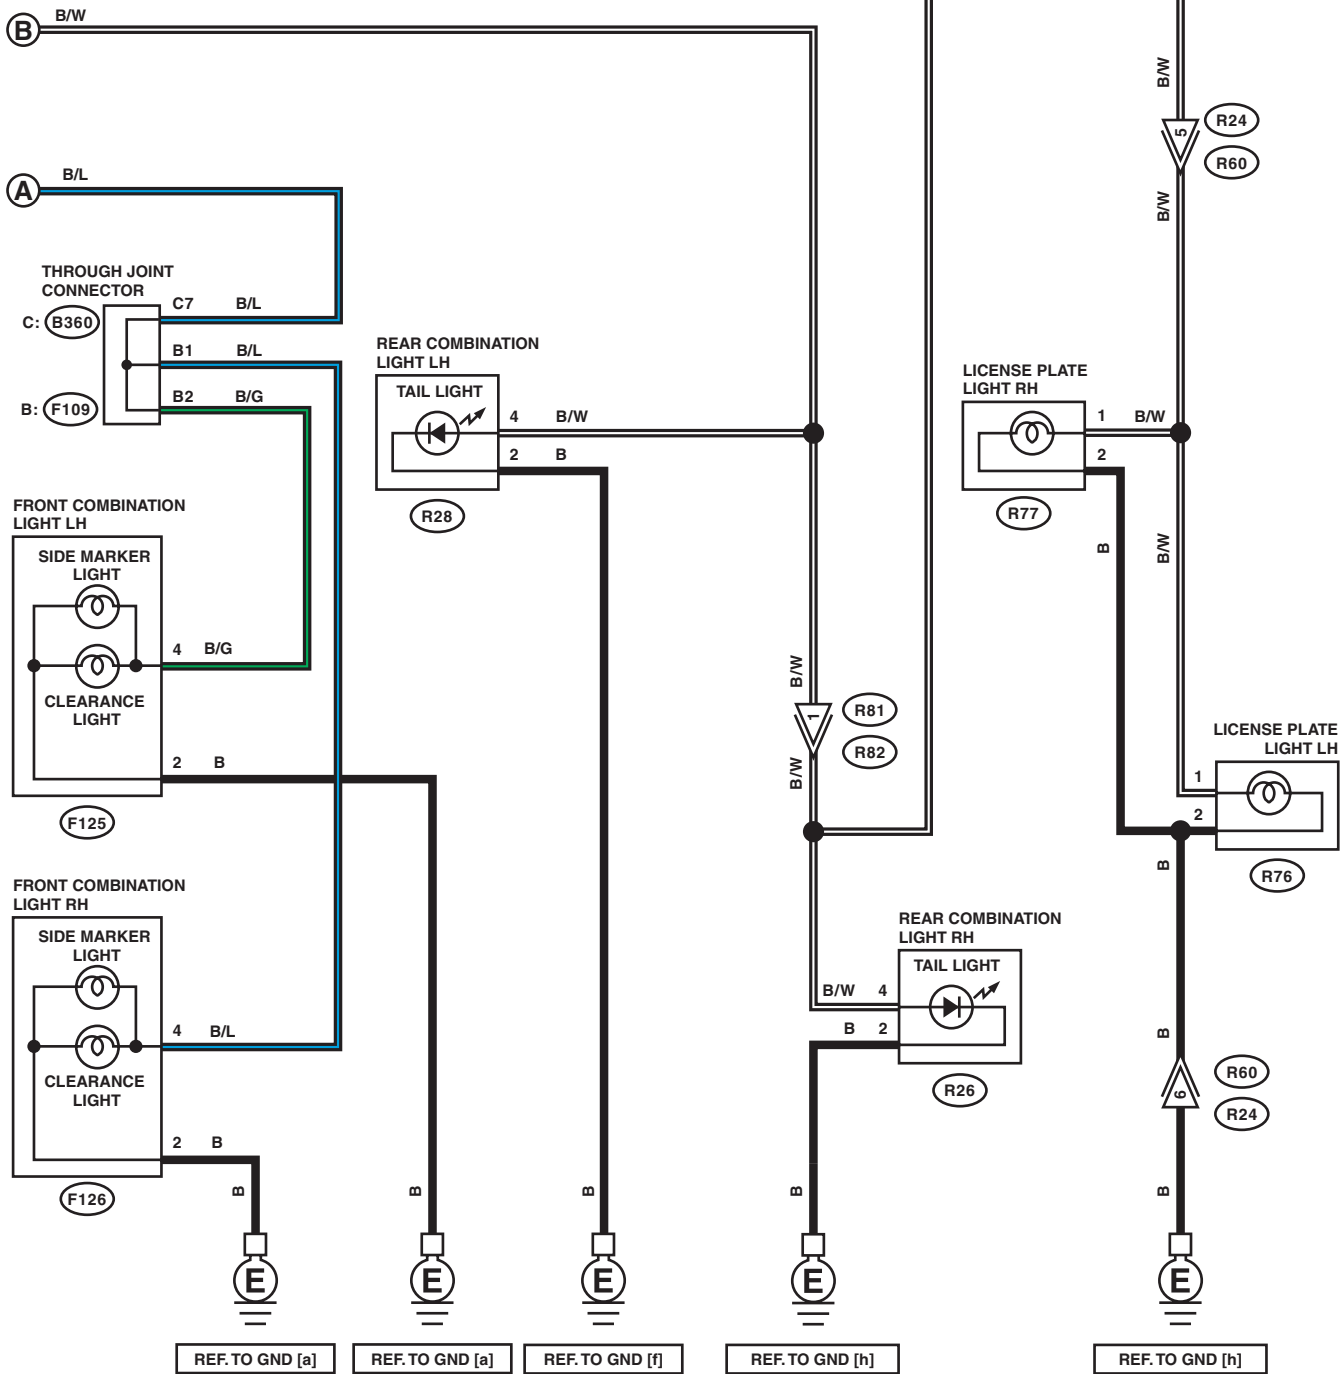 B
B/W
A
B/L
B/W
5
R24
R60
B/W
THROUGH JOINT
CONNECTOR
C: B360
C7 B/L
B1 B/L
B2 B/G
B: F109
REAR COMBINATION
LIGHT LH
TAIL LIGHT
4 B/W
2 B
R28
LICENSE PLATE
LIGHT RH
1 B/W
2
R77
B
B/W
FRONT COMBINATION
LIGHT LH
SIDE MARKER
LIGHT
4 B/G
CLEARANCE
LIGHT
2 B
F125
B/W
1
R81
R82
B/W
LICENSE PLATE
LIGHT LH
1
2
R76
B
FRONT COMBINATION
LIGHT RH
SIDE MARKER
LIGHT
4 B/L
CLEARANCE
LIGHT
2 B
F126
REAR COMBINATION
LIGHT RH
TAIL LIGHT
B/W 4
B 2
R26
B
R60
6
R24
B
B
B
B
B
E
E
E
E
E
REF. TO GND [a]
REF. TO GND [a]
REF. TO GND [f]
REF. TO GND [h]
REF. TO GND [h]